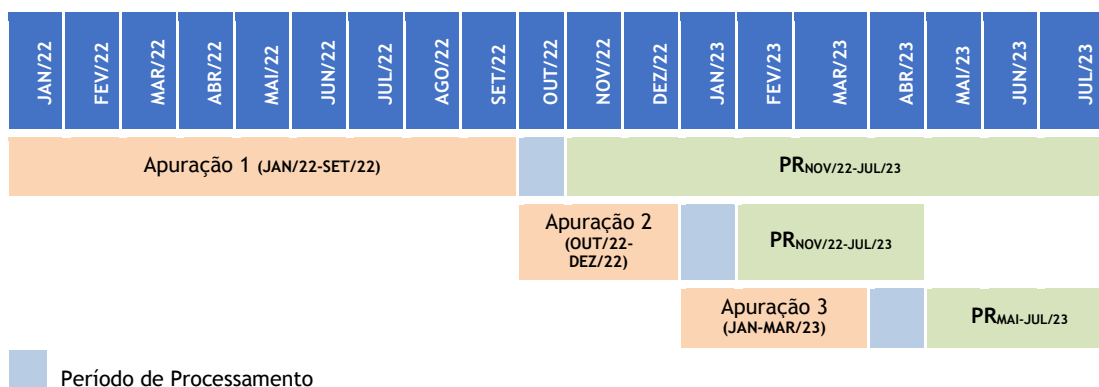 JAN/22
FEV/22
MAR/22
ABR/22
MAI/22
JUN/22
JUL/22
AGO/22
SET/22
OUT/22
NOV/22
DEZ/22
JAN/23
FEV/23
MAR/23
ABR/23
MAI/23
JUN/23
JUL/23
Apuração 1 (JAN/22-SET/22)
PRNOV/22-JUL/23
Apuração 2
(OUT/22-
DEZ/22)
PRNOV/22-JUL/23
Apuração 3
(JAN-MAR/23)
PRMAI-JUL/23
Período de Processamento